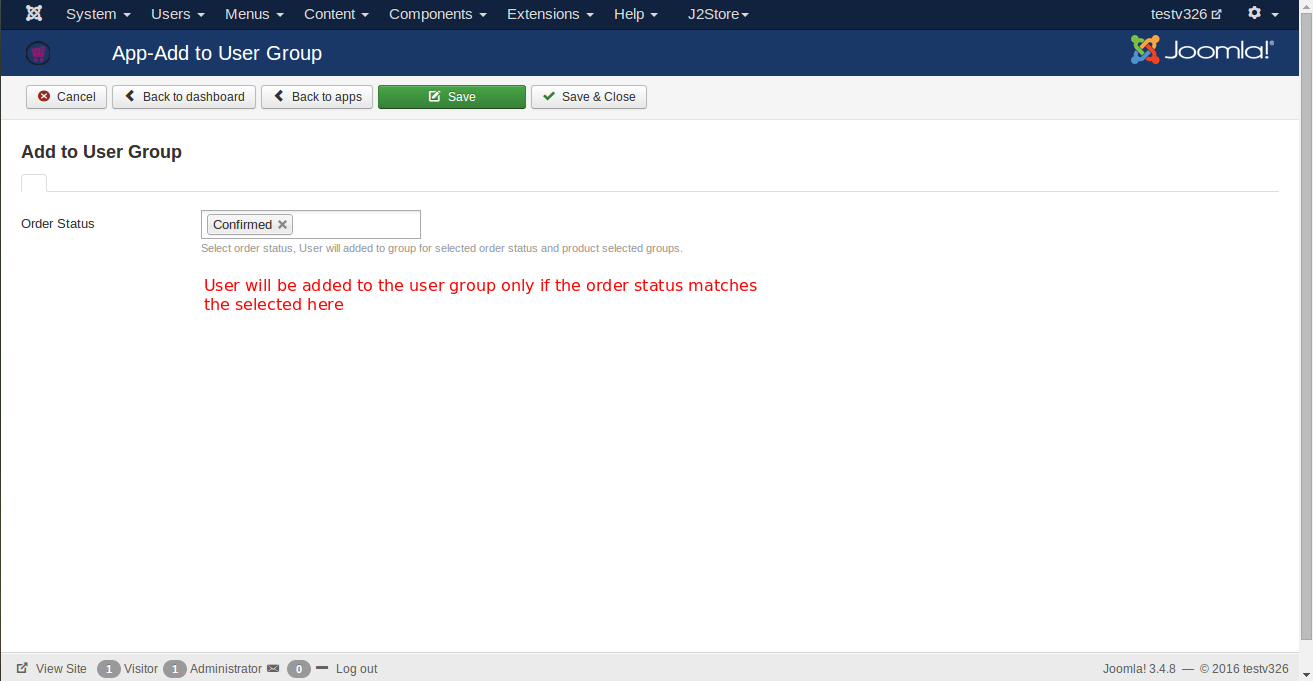 System Users Menus Content Components Extensions Help J2Store testv326
App-Add to User Group Joomla!®
Cancel Back to dashboard Back to apps Save Save & Close
Add to User Group
Order Status Confirmed
Select order status, User will added to group for selected order status and product selected groups.
User will be added to the user group only if the order status matches
the selected here
View Site 1 Visitor 1 Administrator 0 Log out Joomla! 3.4.8 — © 2016 testv326